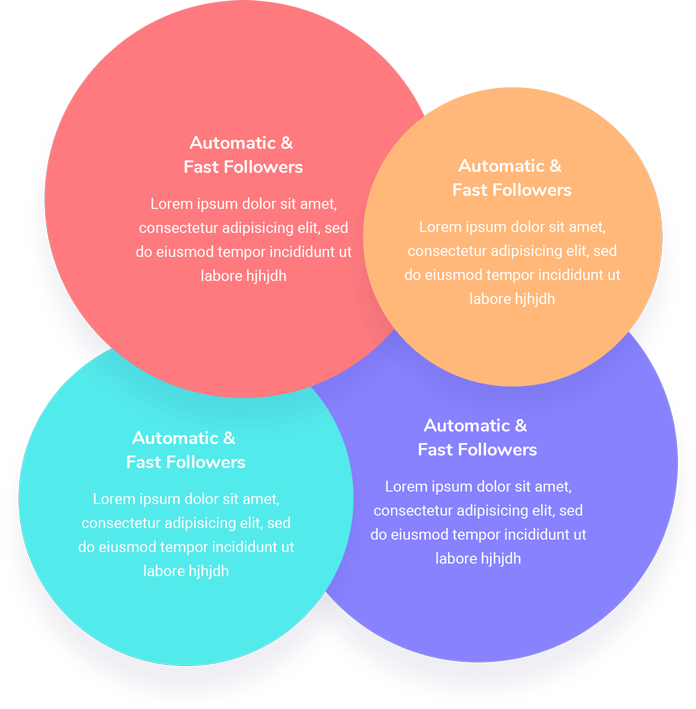 Automatic &
Fast Followers
Lorem ipsum dolor sit amet,
consectetur adipisicing elit, sed
do eiusmod tempor incididunt ut
labore hjhjdh
Automatic &
Fast Followers
Lorem ipsum dolor sit amet,
consectetur adipisicing elit, sed
do eiusmod tempor incididunt ut
labore hjhjdh
Automatic &
Fast Followers
Lorem ipsum dolor sit amet,
consectetur adipisicing elit, sed
do eiusmod tempor incididunt ut
labore hjhjdh
Automatic &
Fast Followers
Lorem ipsum dolor sit amet,
consectetur adipisicing elit, sed
do eiusmod tempor incididunt ut
labore hjhjdh